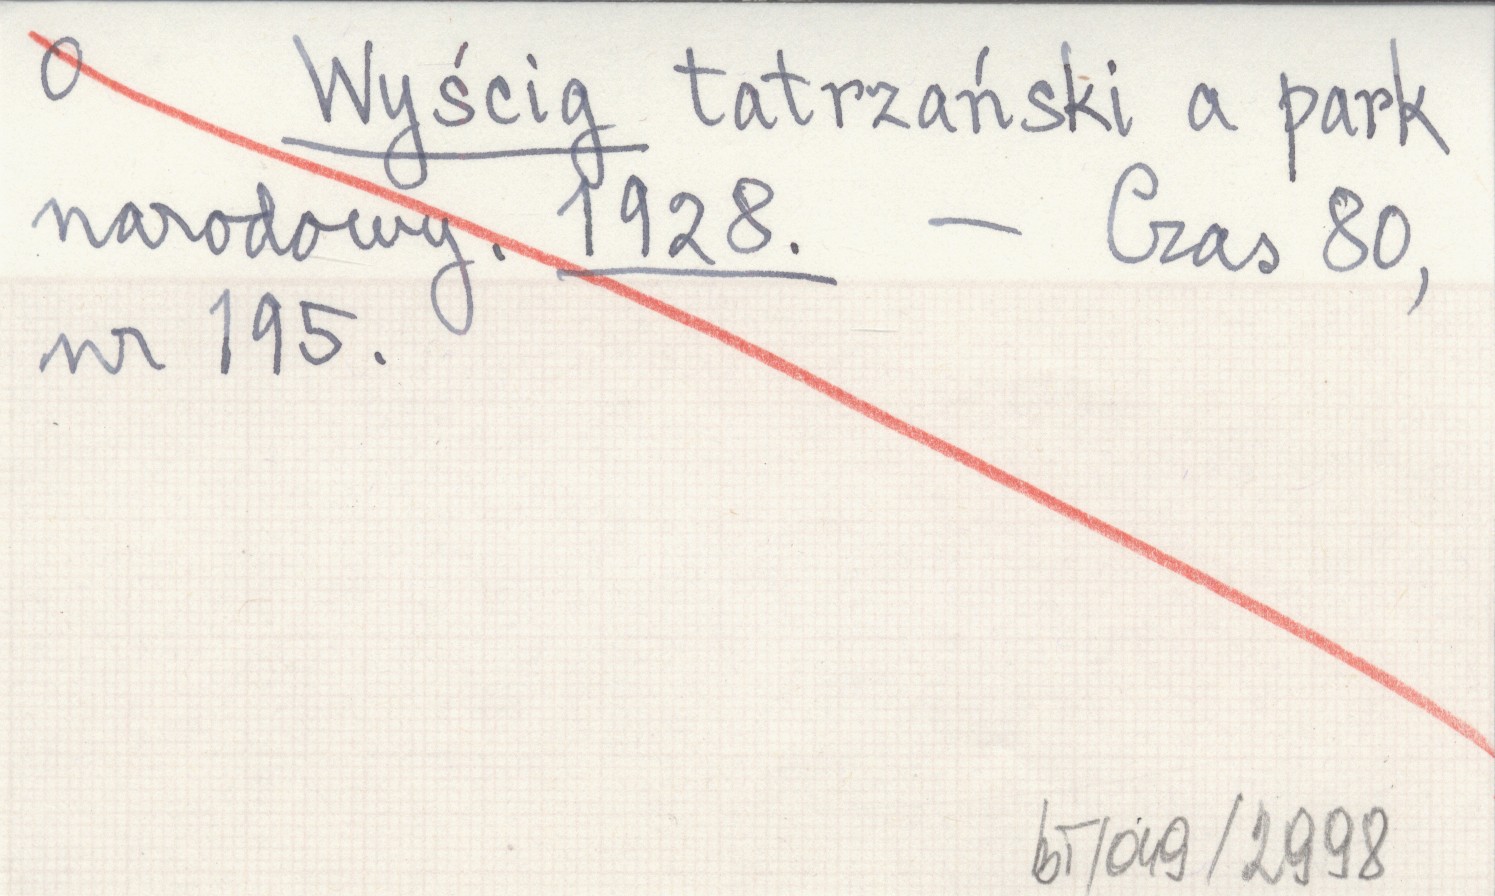 O Wyścig tatrzański a park
narodowy. 1928. — Czas 80,
nr 195.
bT/049/2998